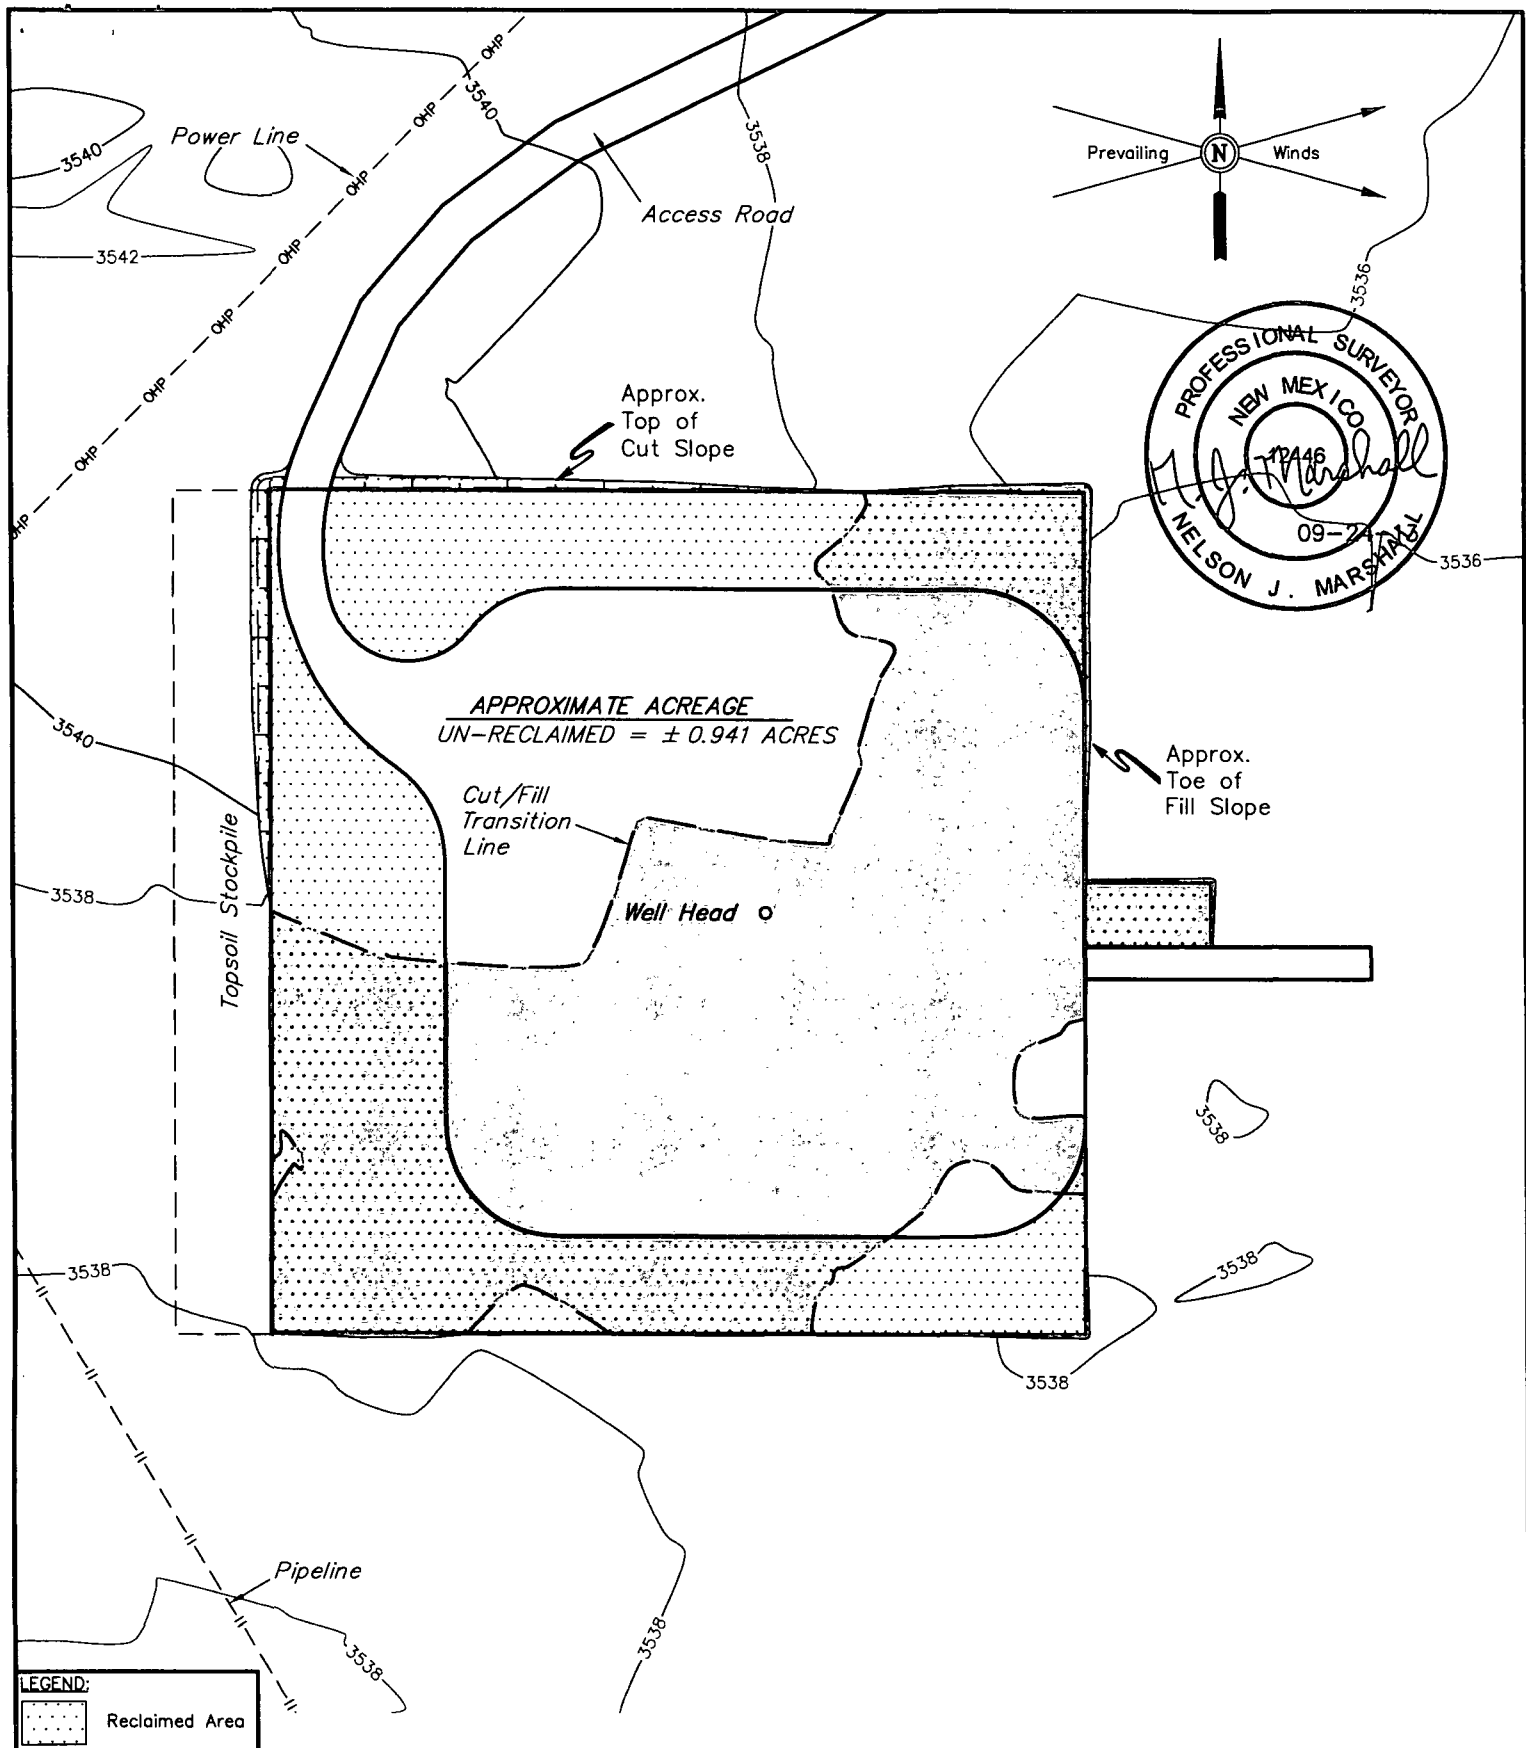 OHP
3540
OHP
Power Line
3540
OHP
3538
Prevailing
N
Winds
Access Road
3542
OHP
OHP
3536
OHP
OHP
OHP
PROFESSIONAL SURVEYOR
NEW MEXICO
12446
N. J. Marshall
NELSON J. MARSHALL
3536
Approx.
Top of
Cut Slope
APPROXIMATE ACREAGE
UN-RECLAIMED = ± 0.941 ACRES
3540
Approx.
Toe of
Fill Slope
Cut/Fill
Transition
Line
Topsoil Stockpile
3538
Well Head
3538
3538
3538
3538
Pipeline
3538
3538
LEGEND:
Reclaimed Area